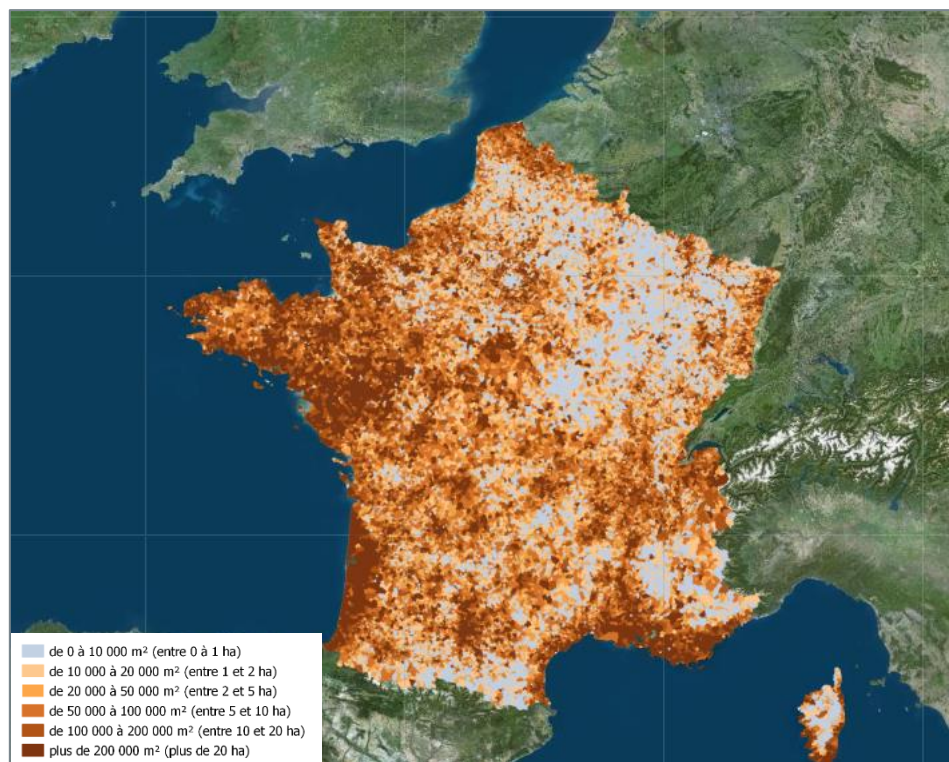 de 0 à 10 000 m² (entre 0 à 1 ha)
de 10 000 à 20 000 m² (entre 1 et 2 ha)
de 20 000 à 50 000 m² (entre 2 et 5 ha)
de 50 000 à 100 000 m² (entre 5 et 10 ha)
de 100 000 à 200 000 m² (entre 10 et 20 ha)
plus de 200 000 m² (plus de 20 ha)